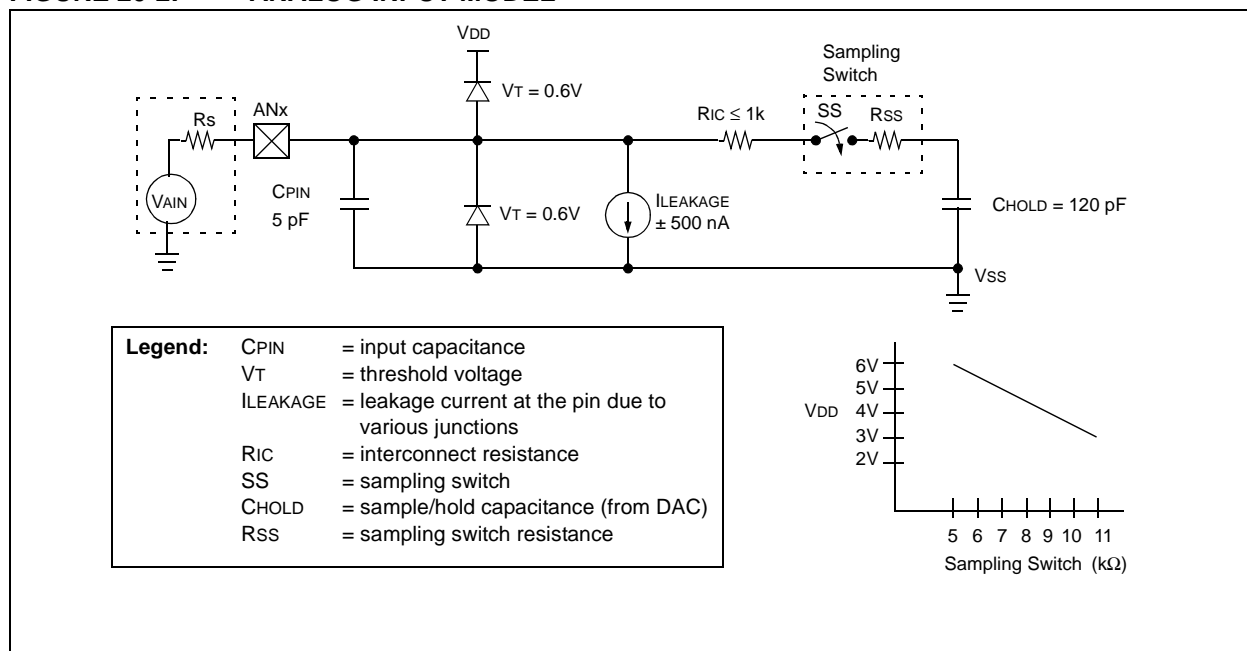 VDD
Sampling
Switch
VT = 0.6V
ANx
RIC ≤ 1k
SS
RSS
Rs
VAIN
CPIN
5 pF
VT = 0.6V
ILEAKAGE
± 500 nA
CHOLD = 120 pF
VSS
Legend: CPIN = input capacitance
VT = threshold voltage
ILEAKAGE = leakage current at the pin due to
various junctions
RIC = interconnect resistance
SS = sampling switch
CHOLD = sample/hold capacitance (from DAC)
RSS = sampling switch resistance
6V
5V
VDD 4V
3V
2V
5 6 7 8 9 10 11
Sampling Switch (kΩ)